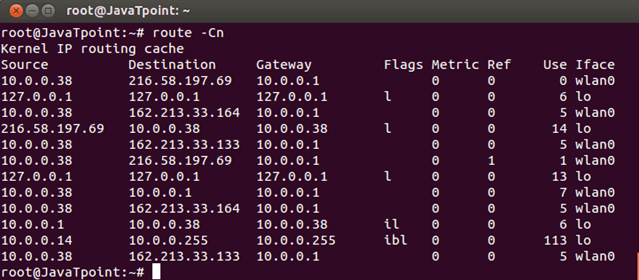 root@JavaTpoint: ~
root@JavaTpoint:~# route -Cn
Kernel IP routing cache
Source Destination Gateway Flags Metric Ref Use Iface
10.0.0.38 216.58.197.69 10.0.0.1 0 0 0 wlan0
127.0.0.1 127.0.0.1 127.0.0.1 l 0 0 6 lo
10.0.0.38 162.213.33.164 10.0.0.1 0 0 5 wlan0
216.58.197.69 10.0.0.38 10.0.0.38 l 0 0 14 lo
10.0.0.38 162.213.33.133 10.0.0.1 0 0 5 wlan0
10.0.0.38 216.58.197.69 10.0.0.1 0 1 1 wlan0
127.0.0.1 127.0.0.1 127.0.0.1 l 0 0 13 lo
10.0.0.38 10.0.0.1 10.0.0.1 0 0 7 wlan0
10.0.0.38 162.213.33.164 10.0.0.1 0 0 5 wlan0
10.0.0.1 10.0.0.38 10.0.0.38 il 0 0 6 lo
10.0.0.14 10.0.0.255 10.0.0.255 ibl 0 0 113 lo
10.0.0.38 162.213.33.133 10.0.0.1 0 0 5 wlan0
root@JavaTpoint:~#